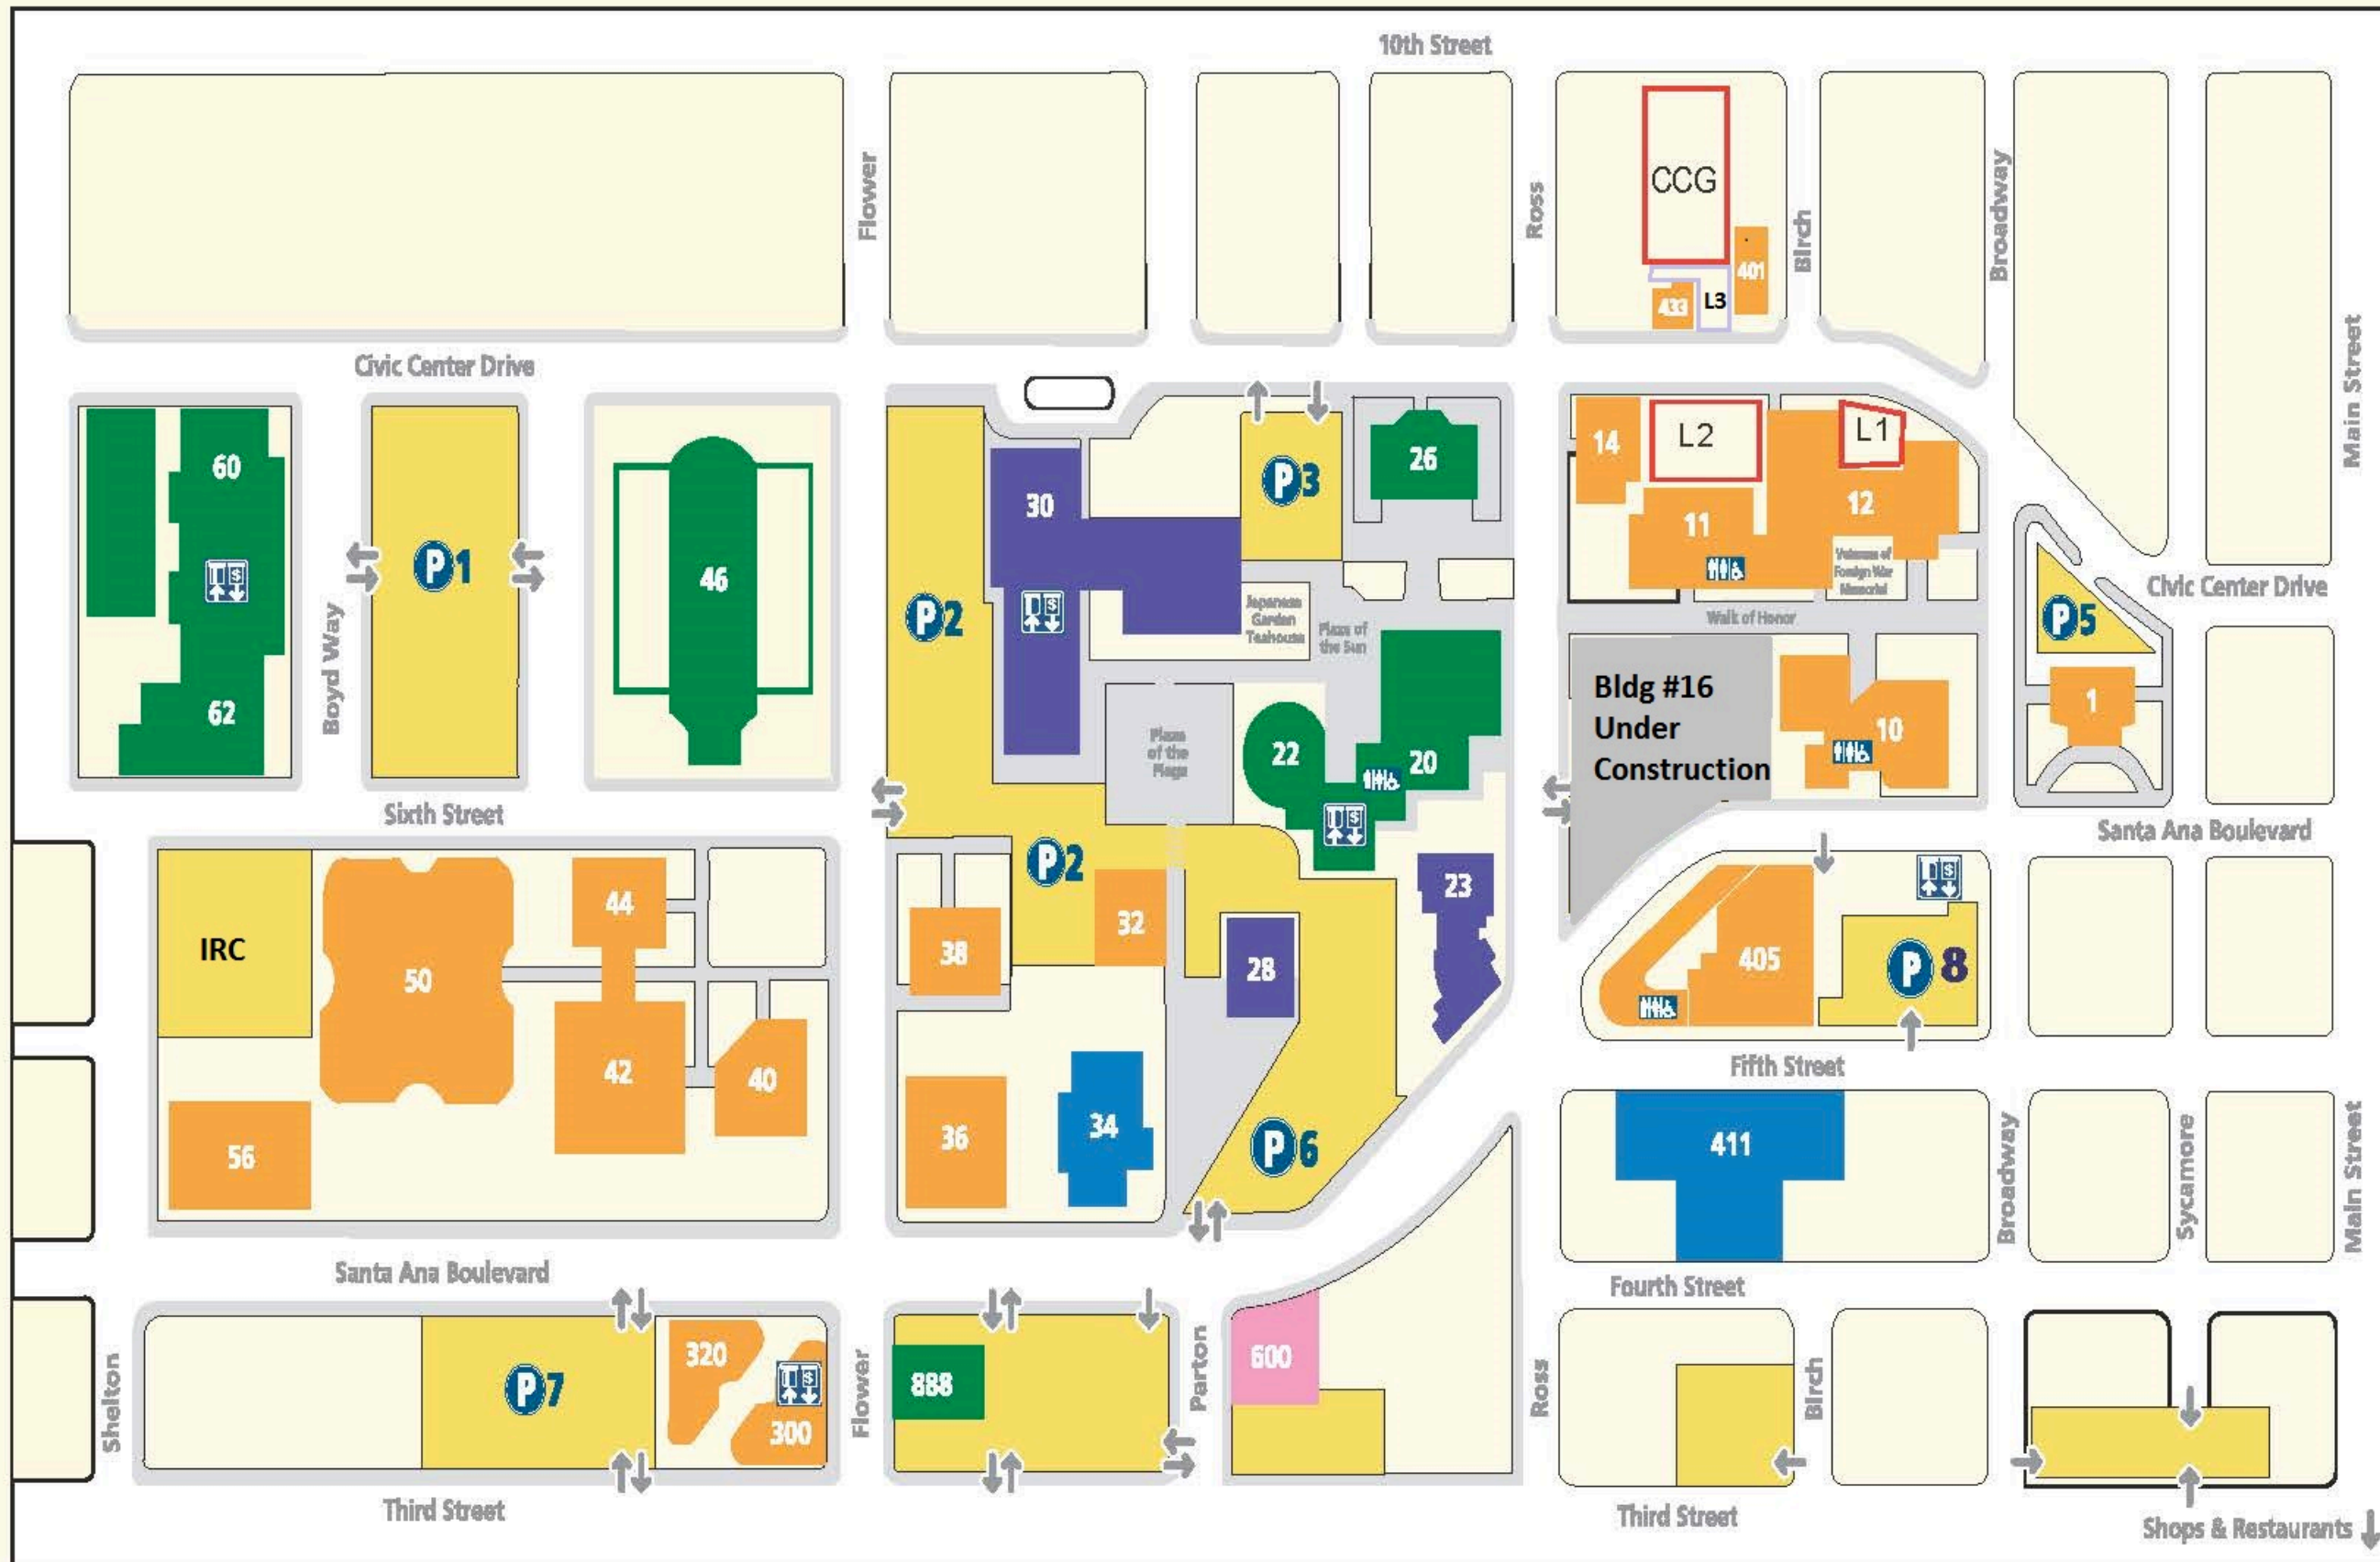 10th Street
Flower
Ross
CCG
401
433
L3
Birch
Broadway
Main Street
Civic Center Drive
60
62
Boyd Way
P1
46
P2
30
P3
26
Japanese
Garden
Teahouse
Plaza of
the Sun
Plaza
of the
Flags
22
20
14
L2
L1
11
12
Veterans of
Foreign War
Memorial
Walk of Honor
Bldg #16
Under
Construction
10
P5
1
Civic Center Drive
Santa Ana Boulevard
Sixth Street
IRC
50
44
42
40
56
P2
38
32
28
23
36
34
P6
405
P8
Fifth Street
411
Broadway
Sycamore
Main Street
Fourth Street
Santa Ana Boulevard
Shelton
P7
320
300
Flower
888
Parton
600
Ross
Birch
Third Street
Third Street
Shops & Restaurants